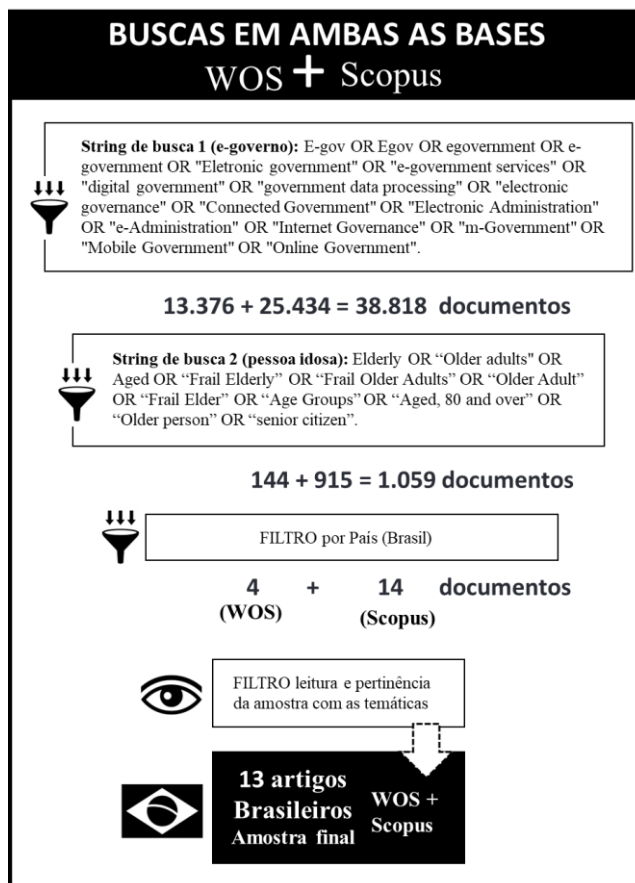 BUSCAS EM AMBAS AS BASES
WOS + Scopus
String de busca 1 (e-governo): E-gov OR Egov OR egovernment OR e-
government OR "Eletronic government" OR "e-government services" OR
"digital government" OR "government data processing" OR "electronic
governance" OR "Connected Government" OR "Electronic Administration"
OR "e-Administration" OR "Internet Governance" OR "m-Government" OR
"Mobile Government" OR "Online Government".
13.376 + 25.434 = 38.818 documentos
String de busca 2 (pessoa idosa): Elderly OR “Older adults" OR
Aged OR “Frail Elderly” OR “Frail Older Adults” OR “Older Adult”
OR “Frail Elder” OR “Age Groups” OR “Aged, 80 and over” OR
“Older person” OR “senior citizen”.
144 + 915 = 1.059 documentos
FILTRO por País (Brasil)
4 + 14 documentos
(WOS) (Scopus)
FILTRO leitura e pertinência
da amostra com as temáticas
13 artigos
Brasileiros
Amostra final
WOS +
Scopus